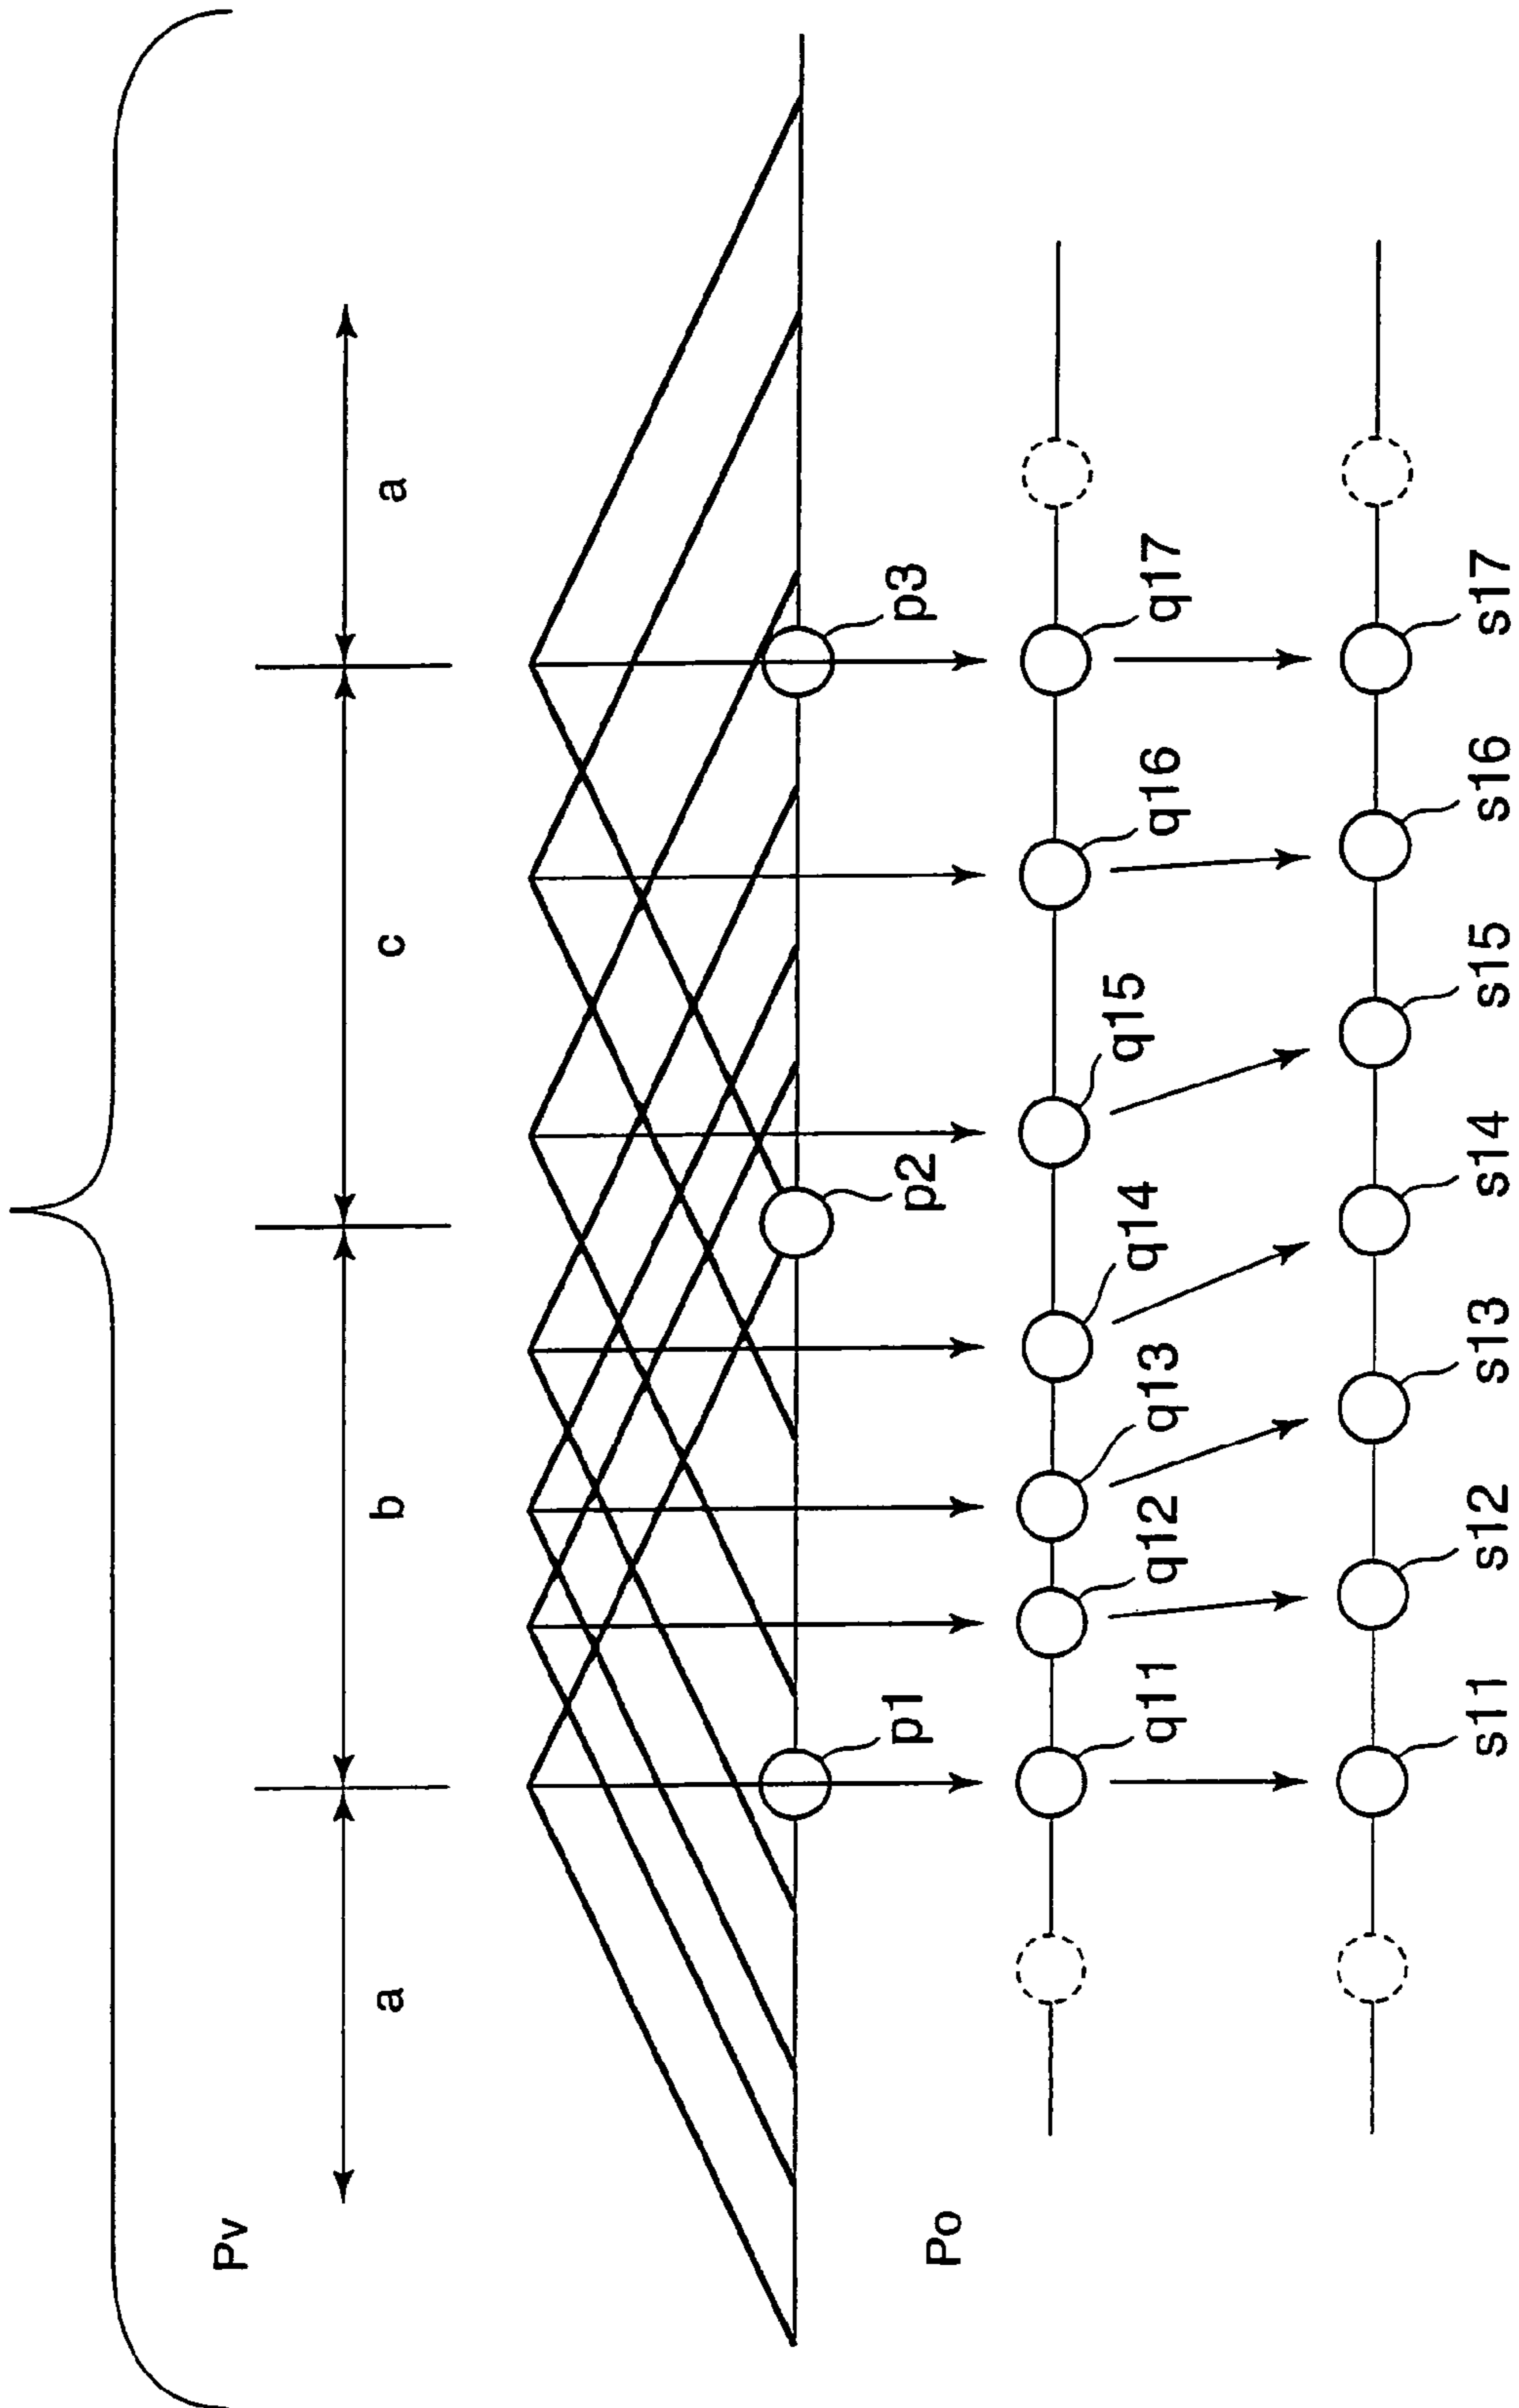 Pv
a b c a
Po
p1 p2 p3
q11 q12 q13 q14 q15 q16 q17
s11 s12 s13 s14 s15 s16 s17